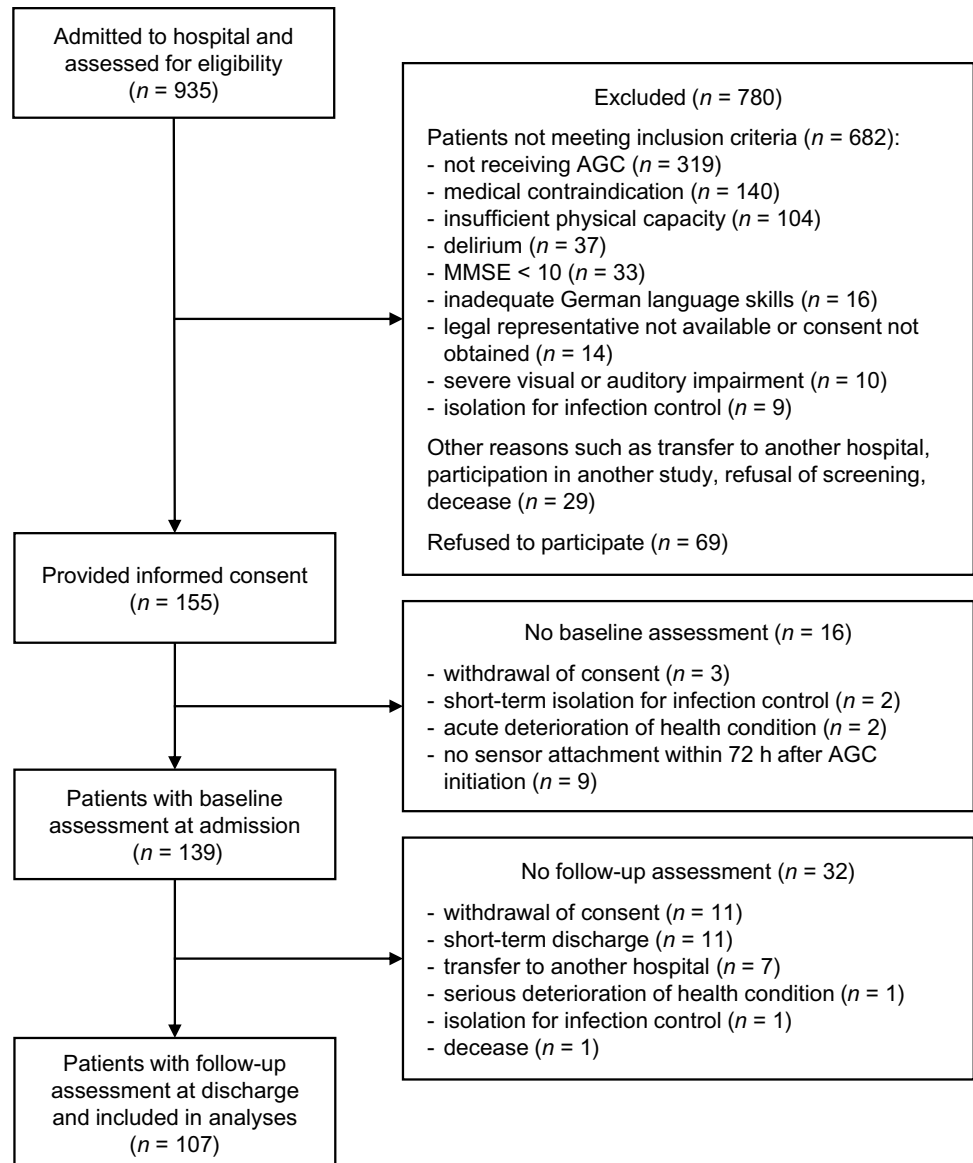 Admitted to hospital and
assessed for eligibility
(n = 935)
Excluded (n = 780)
Patients not meeting inclusion criteria (n = 682):
- not receiving AGC (n = 319)
- medical contraindication (n = 140)
- insufficient physical capacity (n = 104)
- delirium (n = 37)
- MMSE < 10 (n = 33)
- inadequate German language skills (n = 16)
- legal representative not available or consent not
obtained (n = 14)
- severe visual or auditory impairment (n = 10)
- isolation for infection control (n = 9)
Other reasons such as transfer to another hospital,
participation in another study, refusal of screening,
decease (n = 29)
Refused to participate (n = 69)
Provided informed consent
(n = 155)
No baseline assessment (n = 16)
- withdrawal of consent (n = 3)
- short-term isolation for infection control (n = 2)
- acute deterioration of health condition (n = 2)
- no sensor attachment within 72 h after AGC
initiation (n = 9)
Patients with baseline
assessment at admission
(n = 139)
No follow-up assessment (n = 32)
- withdrawal of consent (n = 11)
- short-term discharge (n = 11)
- transfer to another hospital (n = 7)
- serious deterioration of health condition (n = 1)
- isolation for infection control (n = 1)
- decease (n = 1)
Patients with follow-up
assessment at discharge
and included in analyses
(n = 107)